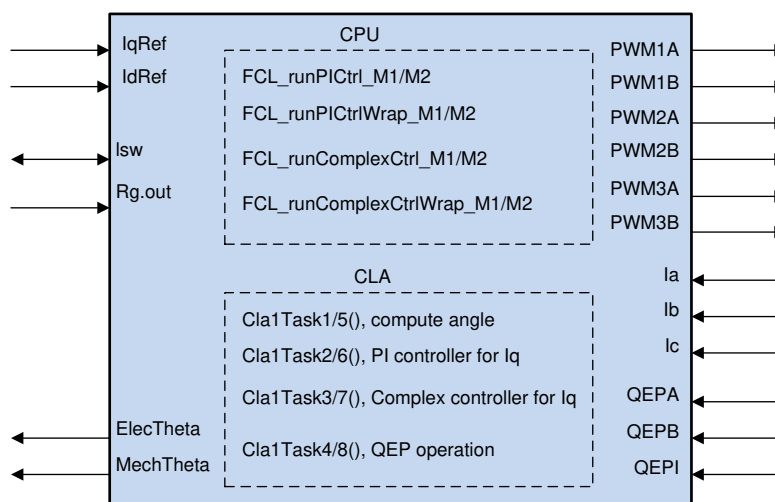 CPU
IqRef
IdRef
lsw
Rg.out
FCL_runPICtrl_M1/M2
FCL_runPICtrlWrap_M1/M2
FCL_runComplexCtrl_M1/M2
FCL_runComplexCtrlWrap_M1/M2
PWM1A
PWM1B
PWM2A
PWM2B
PWM3A
PWM3B
CLA
Cla1Task1/5(), compute angle
Cla1Task2/6(), PI controller for Iq
Cla1Task3/7(), Complex controller for Iq
Cla1Task4/8(), QEP operation
Ia
Ib
Ic
QEPA
QEPB
QEPI
ElecTheta
MechTheta